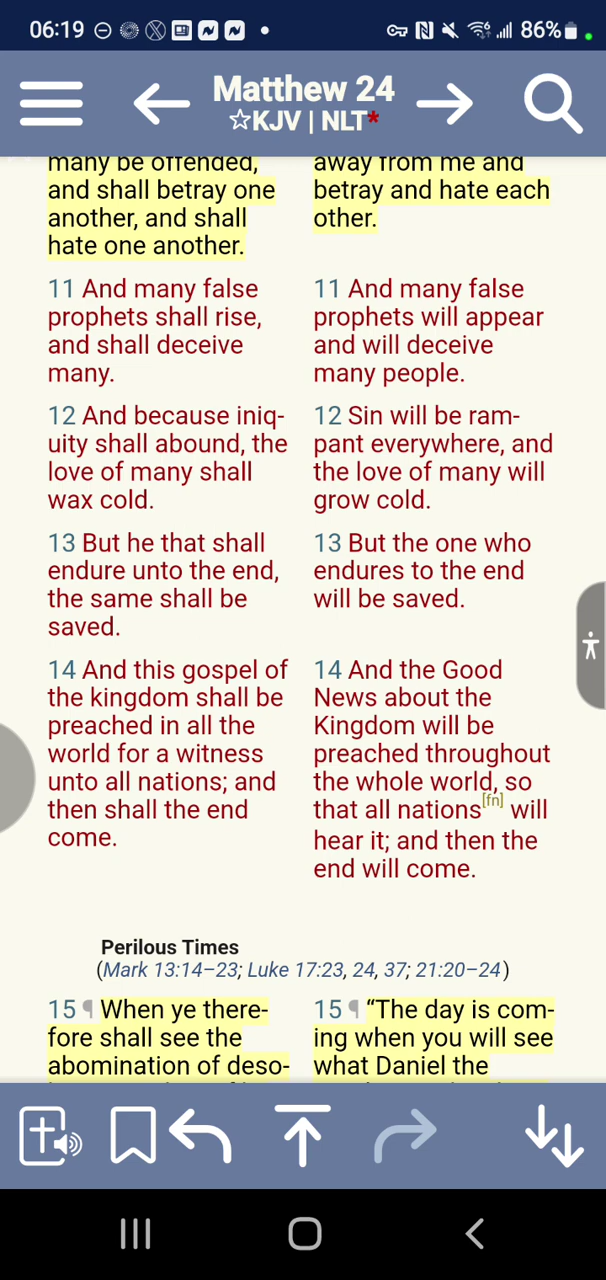 06:19
86%
Matthew 24
☆KJV | NLT*
many be offended,
and shall betray one
another, and shall
hate one another.
11 And many false
prophets shall rise,
and shall deceive
many.
12 And because iniq-
uity shall abound, the
love of many shall
wax cold.
13 But he that shall
endure unto the end,
the same shall be
saved.
14 And this gospel of
the kingdom shall be
preached in all the
world for a witness
unto all nations; and
then shall the end
come.
away from me and
betray and hate each
other.
11 And many false
prophets will appear
and will deceive
many people.
12 Sin will be ram-
pant everywhere, and
the love of many will
grow cold.
13 But the one who
endures to the end
will be saved.
14 And the Good
News about the
Kingdom will be
preached throughout
the whole world, so
that all nations[fn] will
hear it; and then the
end will come.
Perilous Times
(Mark 13:14–23; Luke 17:23, 24, 37; 21:20–24)
15 ¶ When ye there-
fore shall see the
abomination of deso-
15 ¶ “The day is com-
ing when you will see
what Daniel the